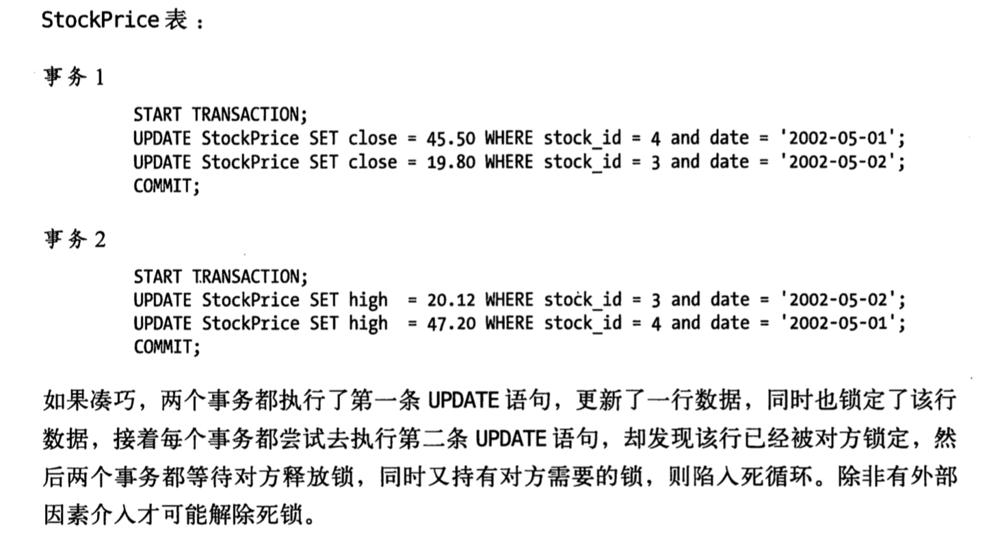 StockPrice 表：
事务 1
START TRANSACTION;
UPDATE StockPrice SET close = 45.50 WHERE stock_id = 4 and date = '2002-05-01';
UPDATE StockPrice SET close = 19.80 WHERE stock_id = 3 and date = '2002-05-02';
COMMIT;
事务 2
START TRANSACTION;
UPDATE StockPrice SET high  = 20.12 WHERE stock_id = 3 and date = '2002-05-02';
UPDATE StockPrice SET high  = 47.20 WHERE stock_id = 4 and date = '2002-05-01';
COMMIT;
如果凑巧，两个事务都执行了第一条 UPDATE 语句，更新了一行数据，同时也锁定了该行
数据，接着每个事务都尝试去执行第二条 UPDATE 语句，却发现该行已经被对方锁定，然
后两个事务都等待对方释放锁，同时又持有对方需要的锁，则陷入死循环。除非有外部
因素介入才可能解除死锁。